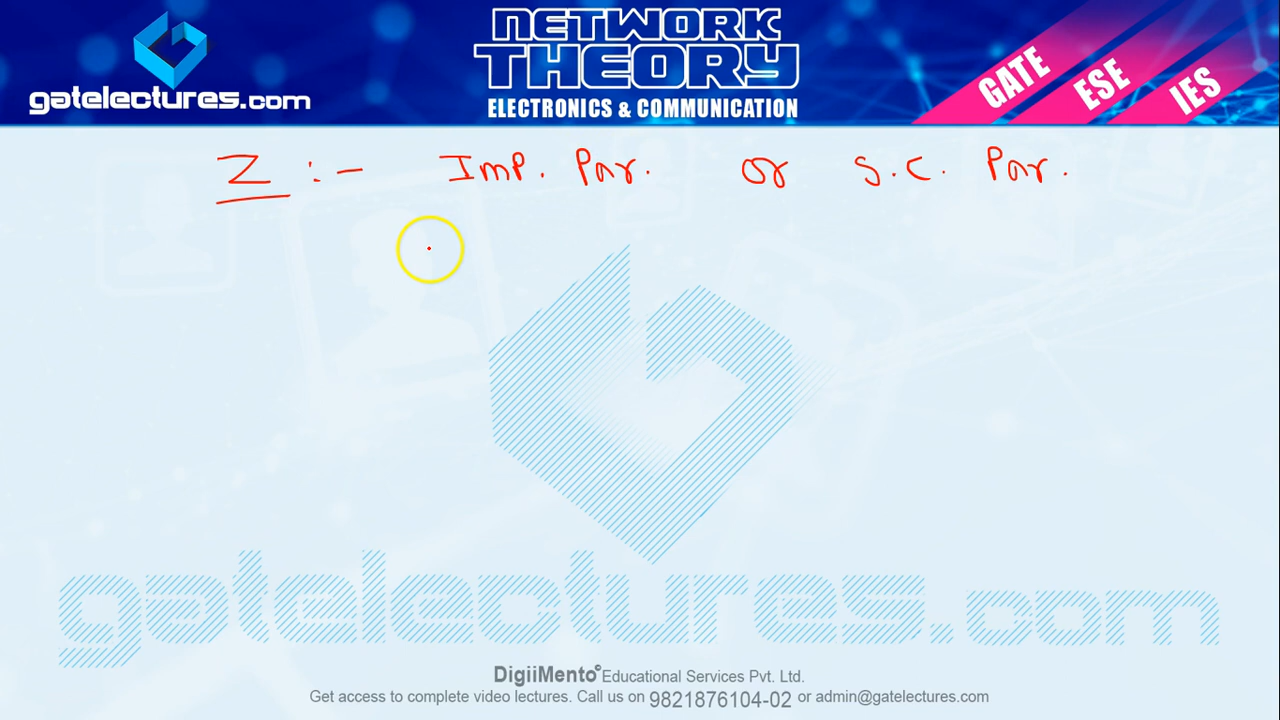 gatelectures.com
NETWORK
THEORY
ELECTRONICS & COMMUNICATION
GATE
ESE
IES
Z :- Imp. Par. or S.C. Par.
gatelectures.com
DigiiMento© Educational Services Pvt. Ltd.
Get access to complete video lectures. Call us on 9821876104-02 or admin@gatelectures.com